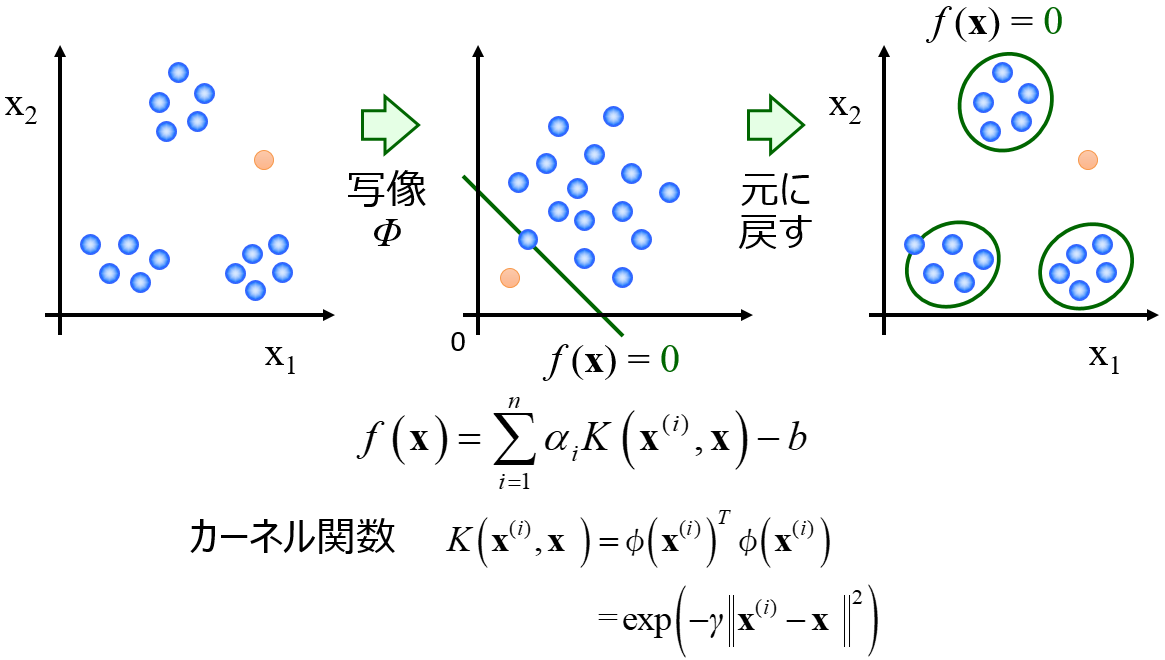 f(x) = 0
x₂
写像
Φ
x₁
0
f(x) = 0
元に
戻す
x₂
x₁
f(x) = \sum_{i=1}^{n} α_i K(x^{(i)}, x) − b
カーネル関数 K(x^{(i)}, x) = ϕ(x^{(i)})^T ϕ(x^{(i)})
= exp(−γ‖x^{(i)} − x‖²)